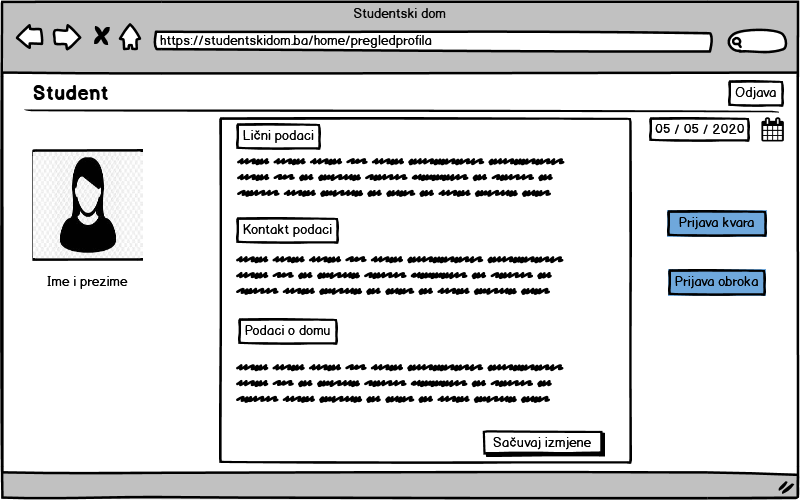 Studentski dom
https://studentskidom.ba/home/pregledprofila
Student
Odjava
05 / 05 / 2020
Lični podaci
Kontakt podaci
Prijava kvara
Ime i prezime
Prijava obroka
Podaci o domu
Sačuvaj izmjene